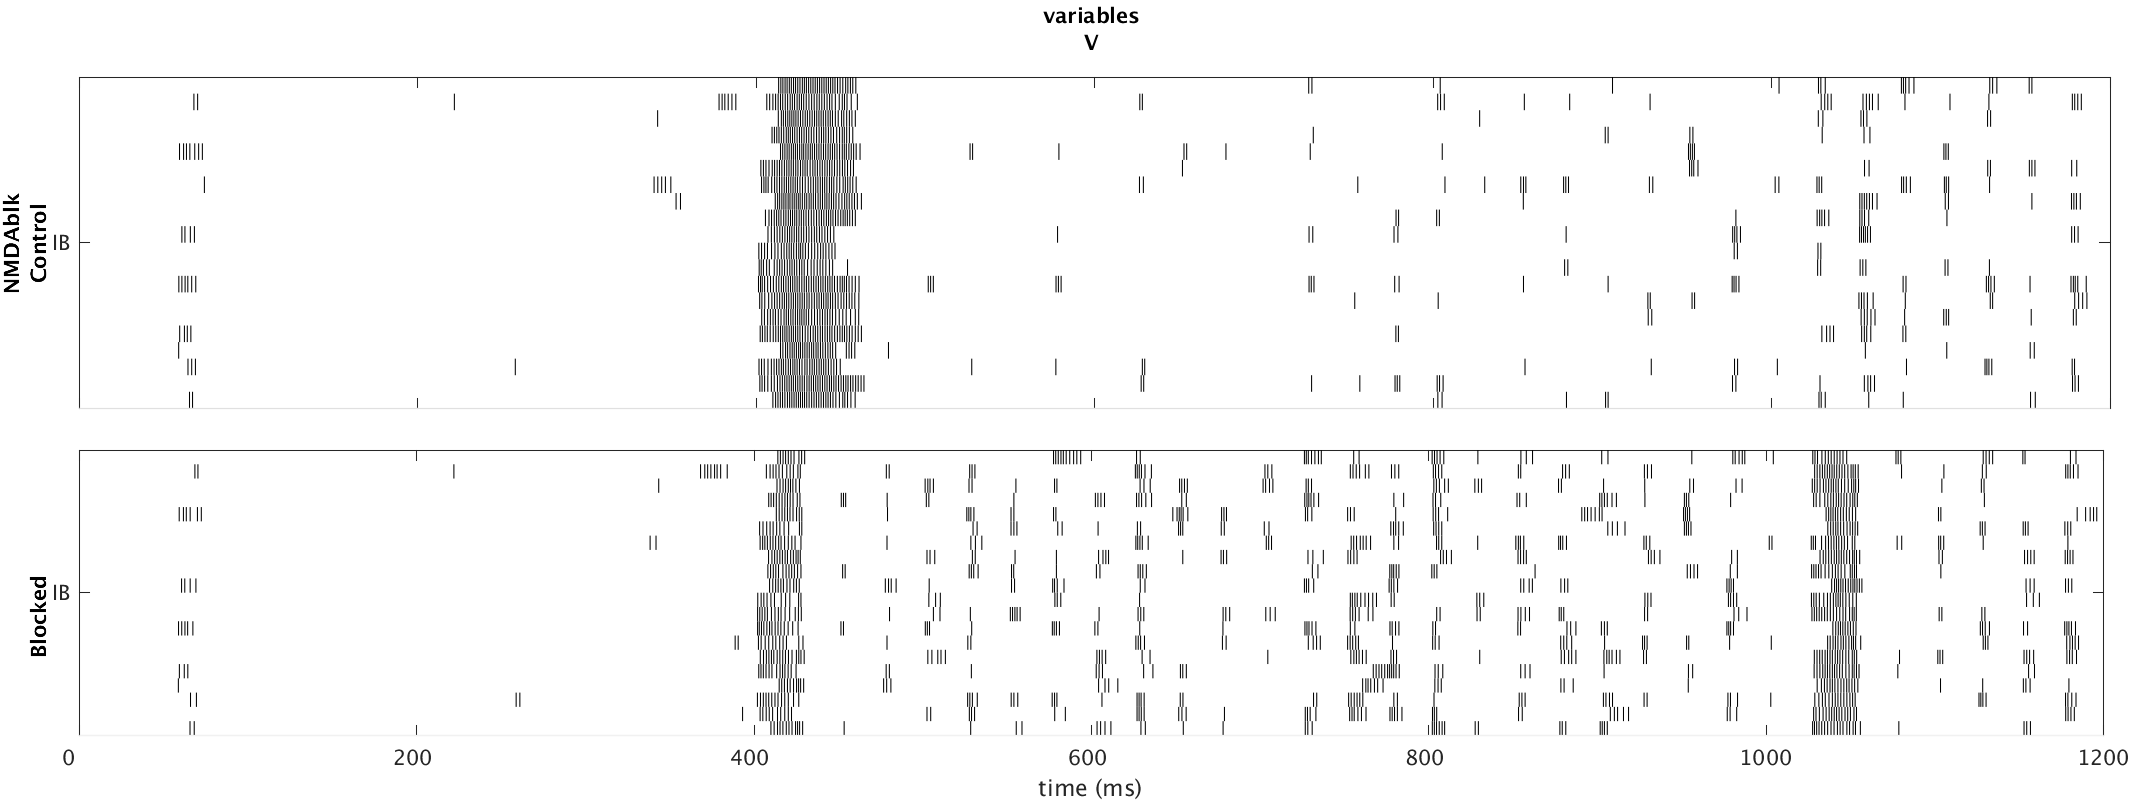 variables
V
NMDAblk
Control
IB
Blocked
IB
0 200 400 600 800 1000 1200
time (ms)